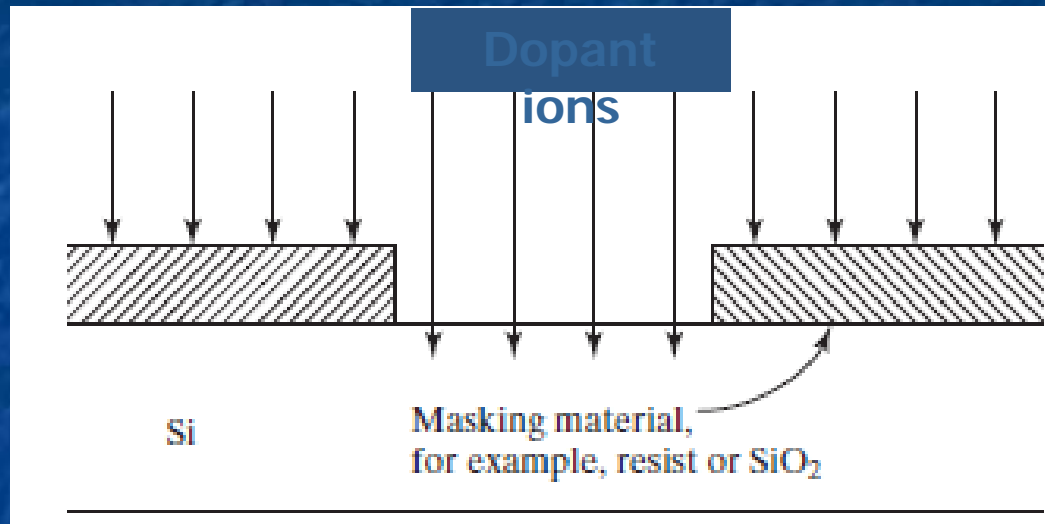 Dopant
ions
Si
Masking material,
for example, resist or SiO₂